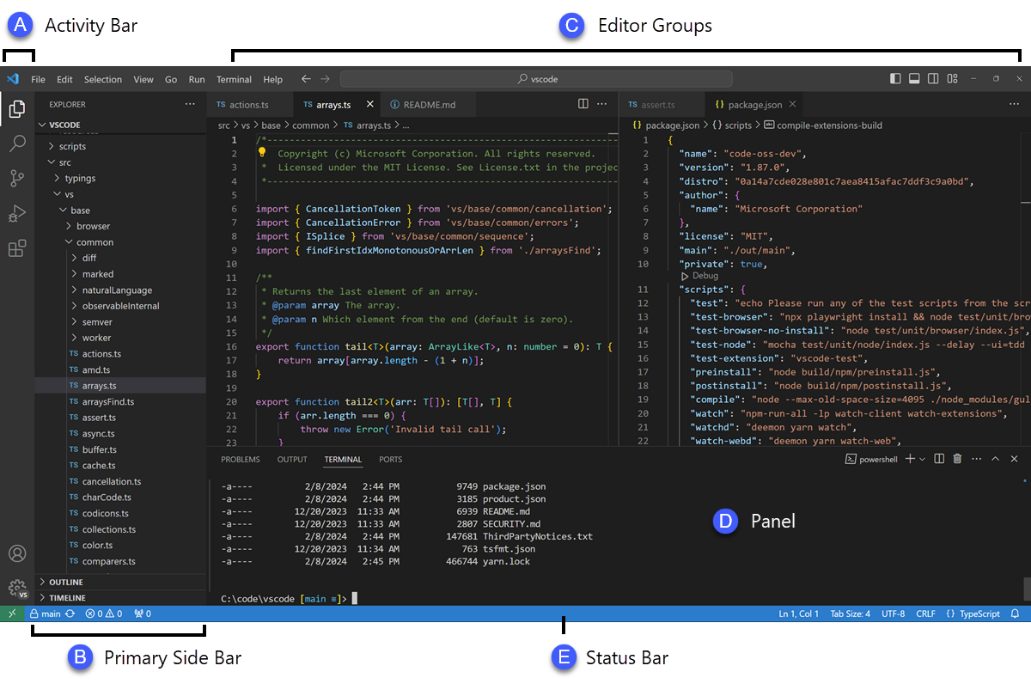 A Activity Bar
C Editor Groups
File Edit Selection View Go Run Terminal Help
vscode
EXPLORER
VSCODE
scripts
src
typings
vs
base
browser
common
diff
marked
naturalLanguage
observableInternal
semver
worker
TS actions.ts
TS amd.ts
TS arrays.ts
TS arraysFind.ts
TS assert.ts
TS async.ts
TS buffer.ts
TS cache.ts
TS cancellation.ts
TS charCode.ts
TS codicons.ts
TS collections.ts
TS color.ts
TS comparers.ts
OUTLINE
TIMELINE
VS
TS actions.ts TS arrays.ts README.md
src > vs > base > common > TS arrays.ts > ...
1 /*---------------------------------------------------------------
2 Copyright (c) Microsoft Corporation. All rights reserved.
3 * Licensed under the MIT License. See License.txt in the projec
4 *---------------------------------------------------------------
5
6 import { CancellationToken } from 'vs/base/common/cancellation';
7 import { CancellationError } from 'vs/base/common/errors';
8 import { ISplice } from 'vs/base/common/sequence';
9 import { findFirstIdxMonotonousOrArrLen } from './arraysFind';
10
11 /**
12 * Returns the last element of an array.
13 * @param array The array.
14 * @param n Which element from the end (default is zero).
15 */
16 export function tail<T>(array: ArrayLike<T>, n: number = 0): T {
17 return array[array.length - (1 + n)];
18 }
19
20 export function tail2<T>(arr: T[]): [T[], T] {
21 if (arr.length === 0) {
22 throw new Error('Invalid tail call');
23 }
TS assert.ts {} package.json
{} package.json > {} scripts > compile-extensions-build
1 {
2 "name": "code-oss-dev",
3 "version": "1.87.0",
4 "distro": "0a14a7cde028e801c7aea8415afac7ddf3c9a0bd",
5 "author": {
6 "name": "Microsoft Corporation"
7 },
8 "license": "MIT",
9 "main": "./out/main",
10 "private": true,
Debug
11 "scripts": {
12 "test": "echo Please run any of the test scripts from the scr
13 "test-browser": "npx playwright install && node test/unit/bro
14 "test-browser-no-install": "node test/unit/browser/index.js",
15 "test-node": "mocha test/unit/node/index.js --delay --ui=tdd
16 "test-extension": "vscode-test",
17 "preinstall": "node build/npm/preinstall.js",
18 "postinstall": "node build/npm/postinstall.js",
19 "compile": "node --max-old-space-size=4095 ./node_modules/gul
20 "watch": "npm-run-all -lp watch-client watch-extensions",
21 "watchd": "deemon yarn watch",
22 "watch-webd": "deemon yarn watch-web",
PROBLEMS OUTPUT TERMINAL PORTS powershell
-a---- 2/8/2024 2:44 PM 9749 package.json
-a---- 2/8/2024 2:44 PM 3185 product.json
-a---- 12/20/2023 11:33 AM 6939 README.md
-a---- 12/20/2023 11:33 AM 2807 SECURITY.md
-a---- 2/8/2024 2:44 PM 147681 ThirdPartyNotices.txt
-a---- 12/20/2023 11:34 AM 763 tsfmt.json
-a---- 2/8/2024 2:45 PM 466744 yarn.lock
C:\code\vscode [main ≡]>
D Panel
main 0 0 0 Ln 1, Col 1 Tab Size: 4 UTF-8 CRLF {} TypeScript
B Primary Side Bar
E Status Bar